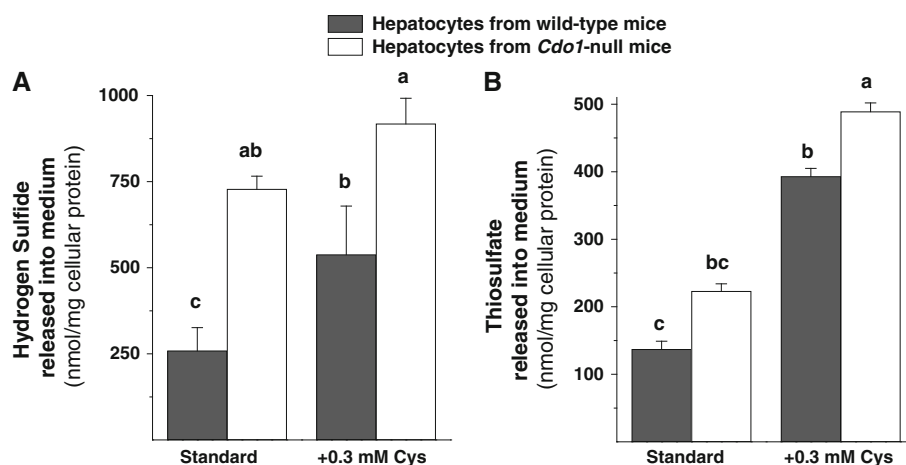 Hepatocytes from wild-type mice
Hepatocytes from Cdo1-null mice
A
Hydrogen Sulfide
released into medium
(nmol/mg cellular protein)
1000
750
500
250
c
ab
b
a
Standard
+0.3 mM Cys
B
Thiosulfate
released into medium
(nmol/mg cellular protein)
500
400
300
200
100
c
bc
b
a
Standard
+0.3 mM Cys